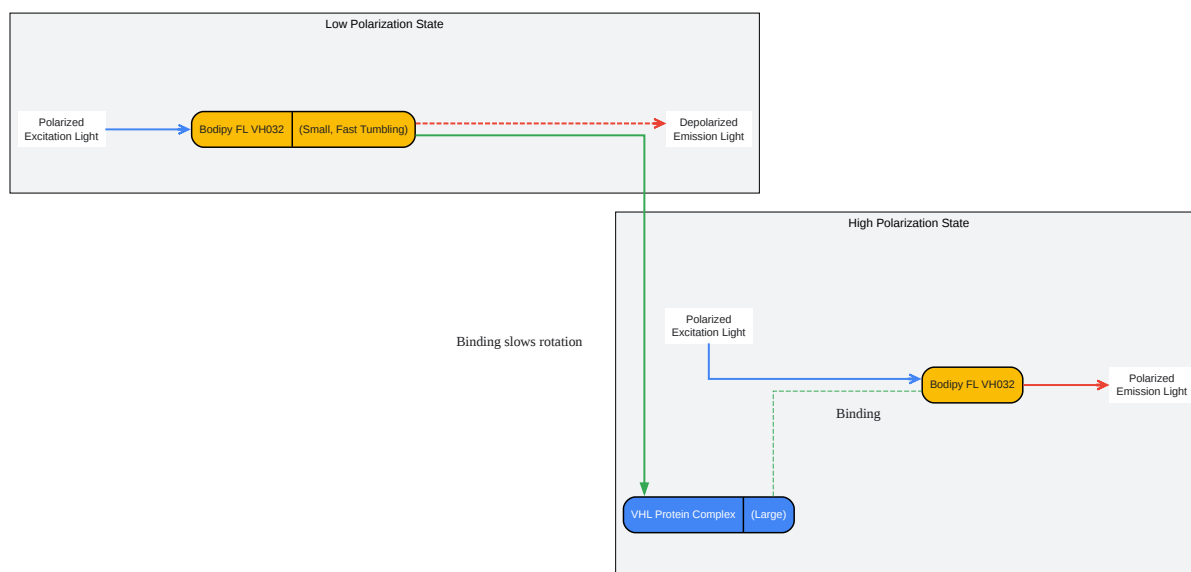 Low Polarization State
Polarized
Excitation Light
Bodipy FL VH032
(Small, Fast Tumbling)
Depolarized
Emission Light
High Polarization State
Polarized
Excitation Light
Binding slows rotation
Bodipy FL VH032
Polarized
Emission Light
Binding
VHL Protein Complex
(Large)